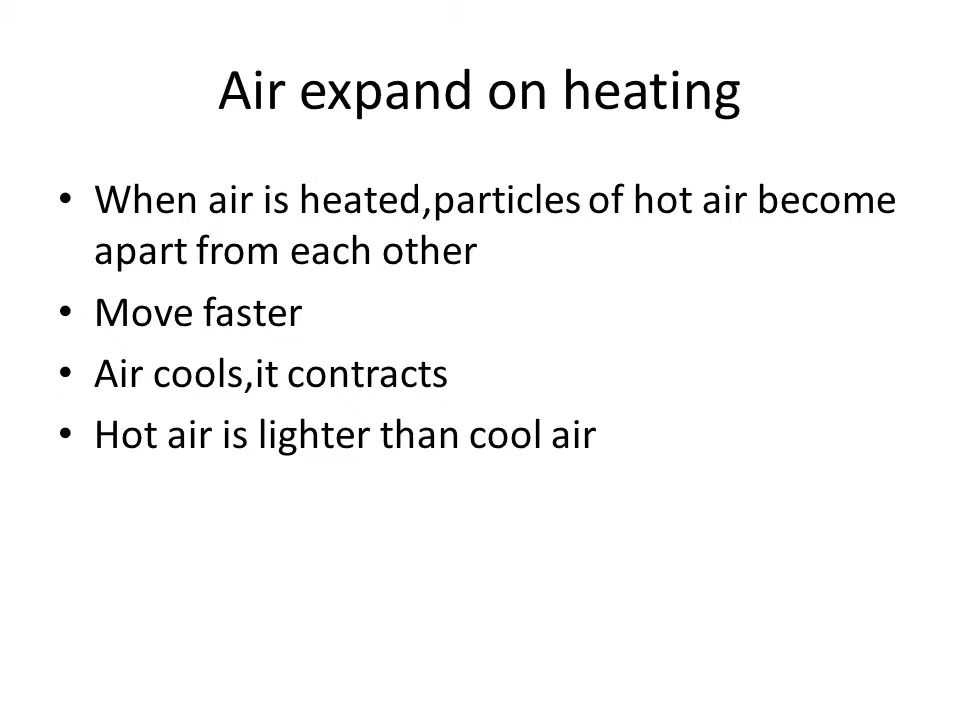 Air expand on heating
• When air is heated,particles of hot air become
apart from each other
• Move faster
• Air cools,it contracts
• Hot air is lighter than cool air